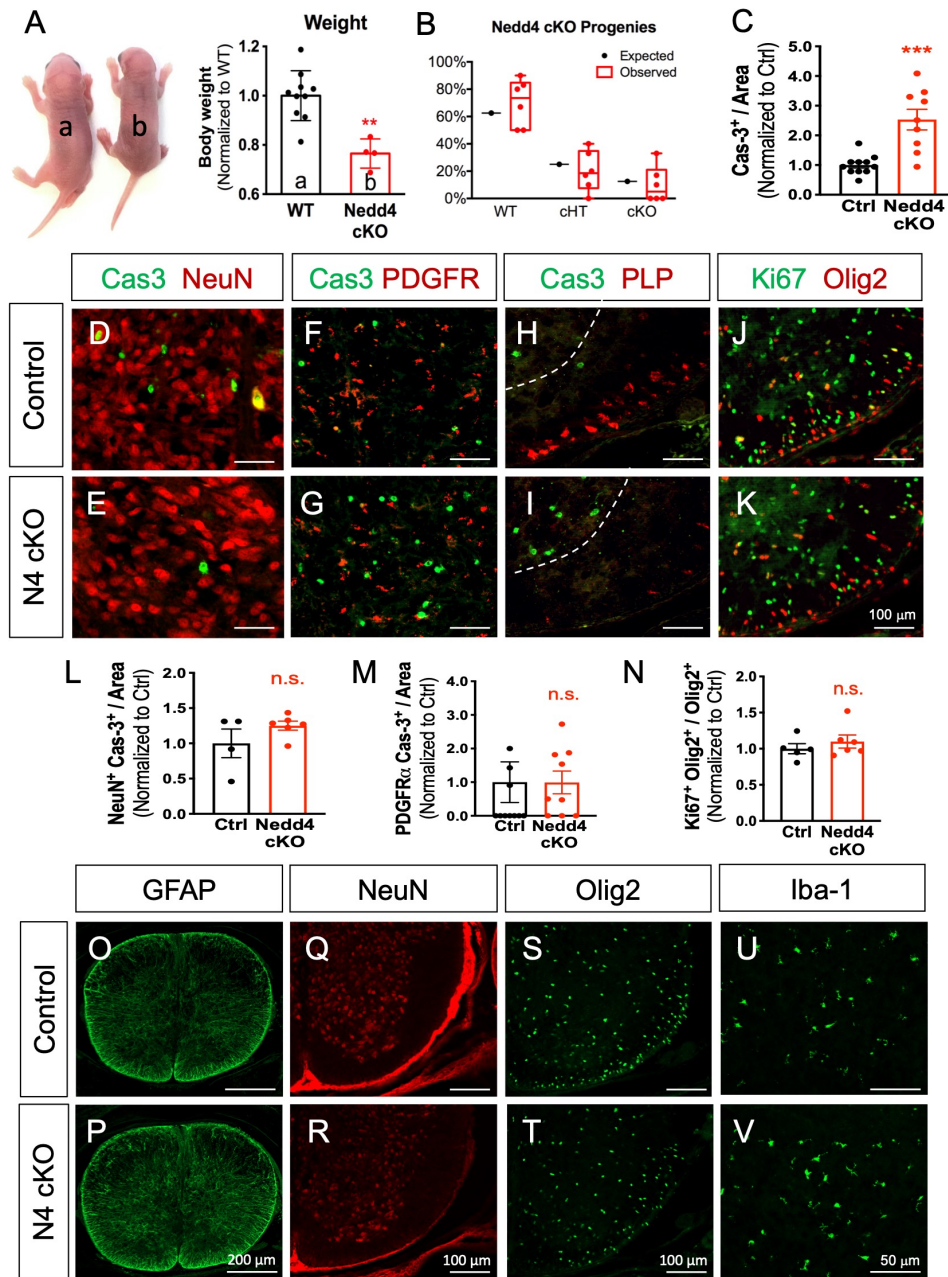 A
a
b
Weight
Body weight
(Normalized to WT)
1.2
1.0
0.8
0.6
**
a
b
WT
Nedd4
cKO
B
Nedd4 cKO Progenies
Expected
Observed
100%
80%
60%
40%
20%
0%
WT
cHT
cKO
C
Cas-3+ / Area
(Normalized to Ctrl)
5.0
4.0
3.0
2.0
1.0
0.0
***
Ctrl
Nedd4
cKO
Cas3 NeuN
Cas3 PDGFR
Cas3 PLP
Ki67 Olig2
Control
D
F
H
J
N4 cKO
E
G
I
K
100 µm
L
NeuN+ Cas-3+ / Area
(Normalized to Ctrl)
2.0
1.5
1.0
0.5
0.0
n.s.
Ctrl
Nedd4
cKO
M
PDGFRα Cas-3+ / Area
(Normalized to Ctrl)
4.0
3.0
2.0
1.0
0.0
n.s.
Ctrl
Nedd4
cKO
N
Ki67+ Olig2+ / Olig2+
(Normalized to Ctrl)
2.0
1.5
1.0
0.5
0.0
n.s.
Ctrl
Nedd4
cKO
GFAP
NeuN
Olig2
Iba-1
Control
O
Q
S
U
N4 cKO
P
R
T
V
200 µm
100 µm
100 µm
50 µm